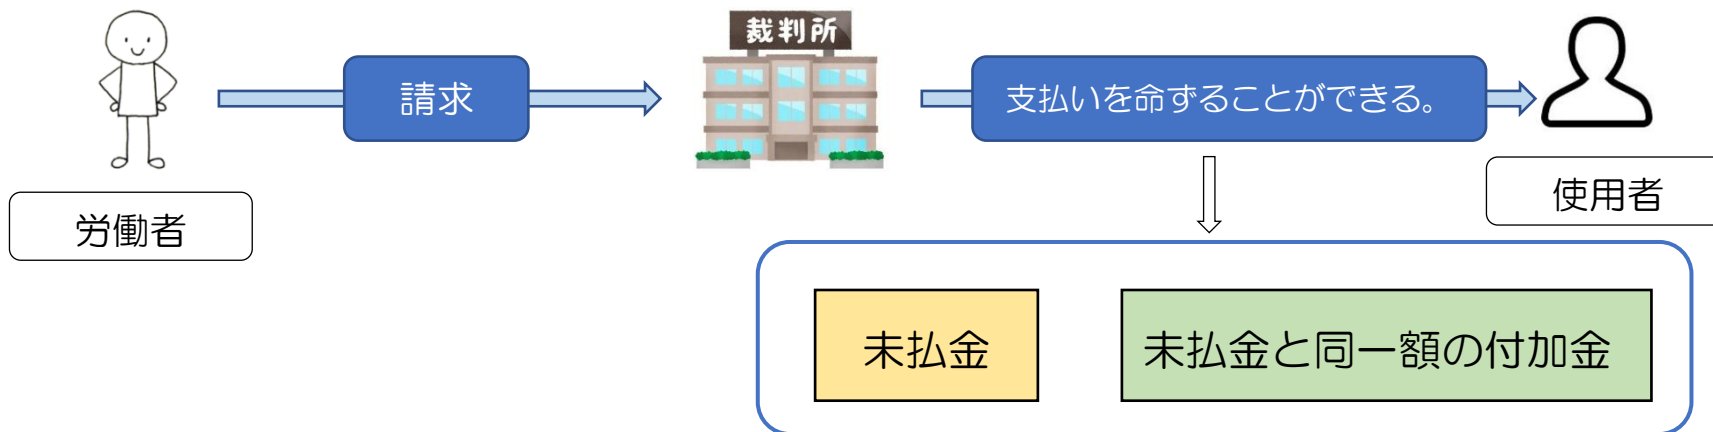 裁判所
請求
支払いを命ずることができる。
労働者
使用者
未払金
未払金と同一額の付加金